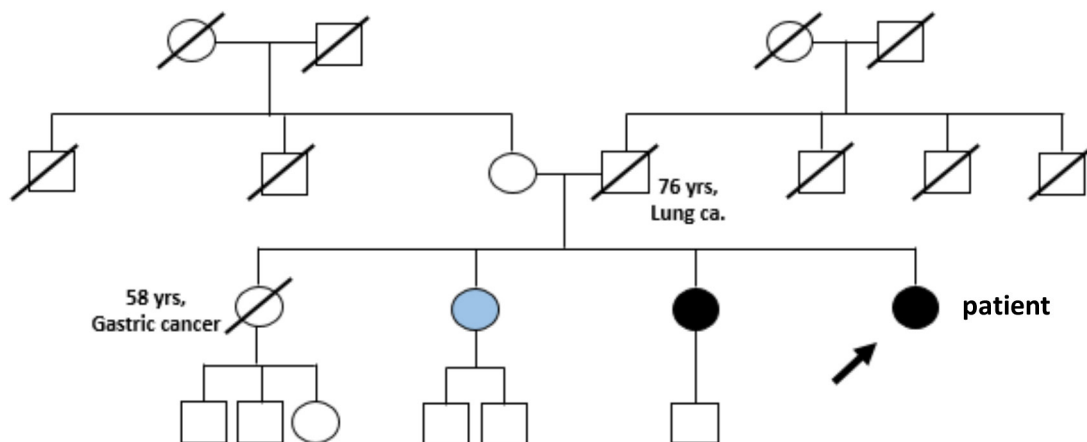 76 yrs,
Lung ca.
58 yrs,
Gastric cancer
patient